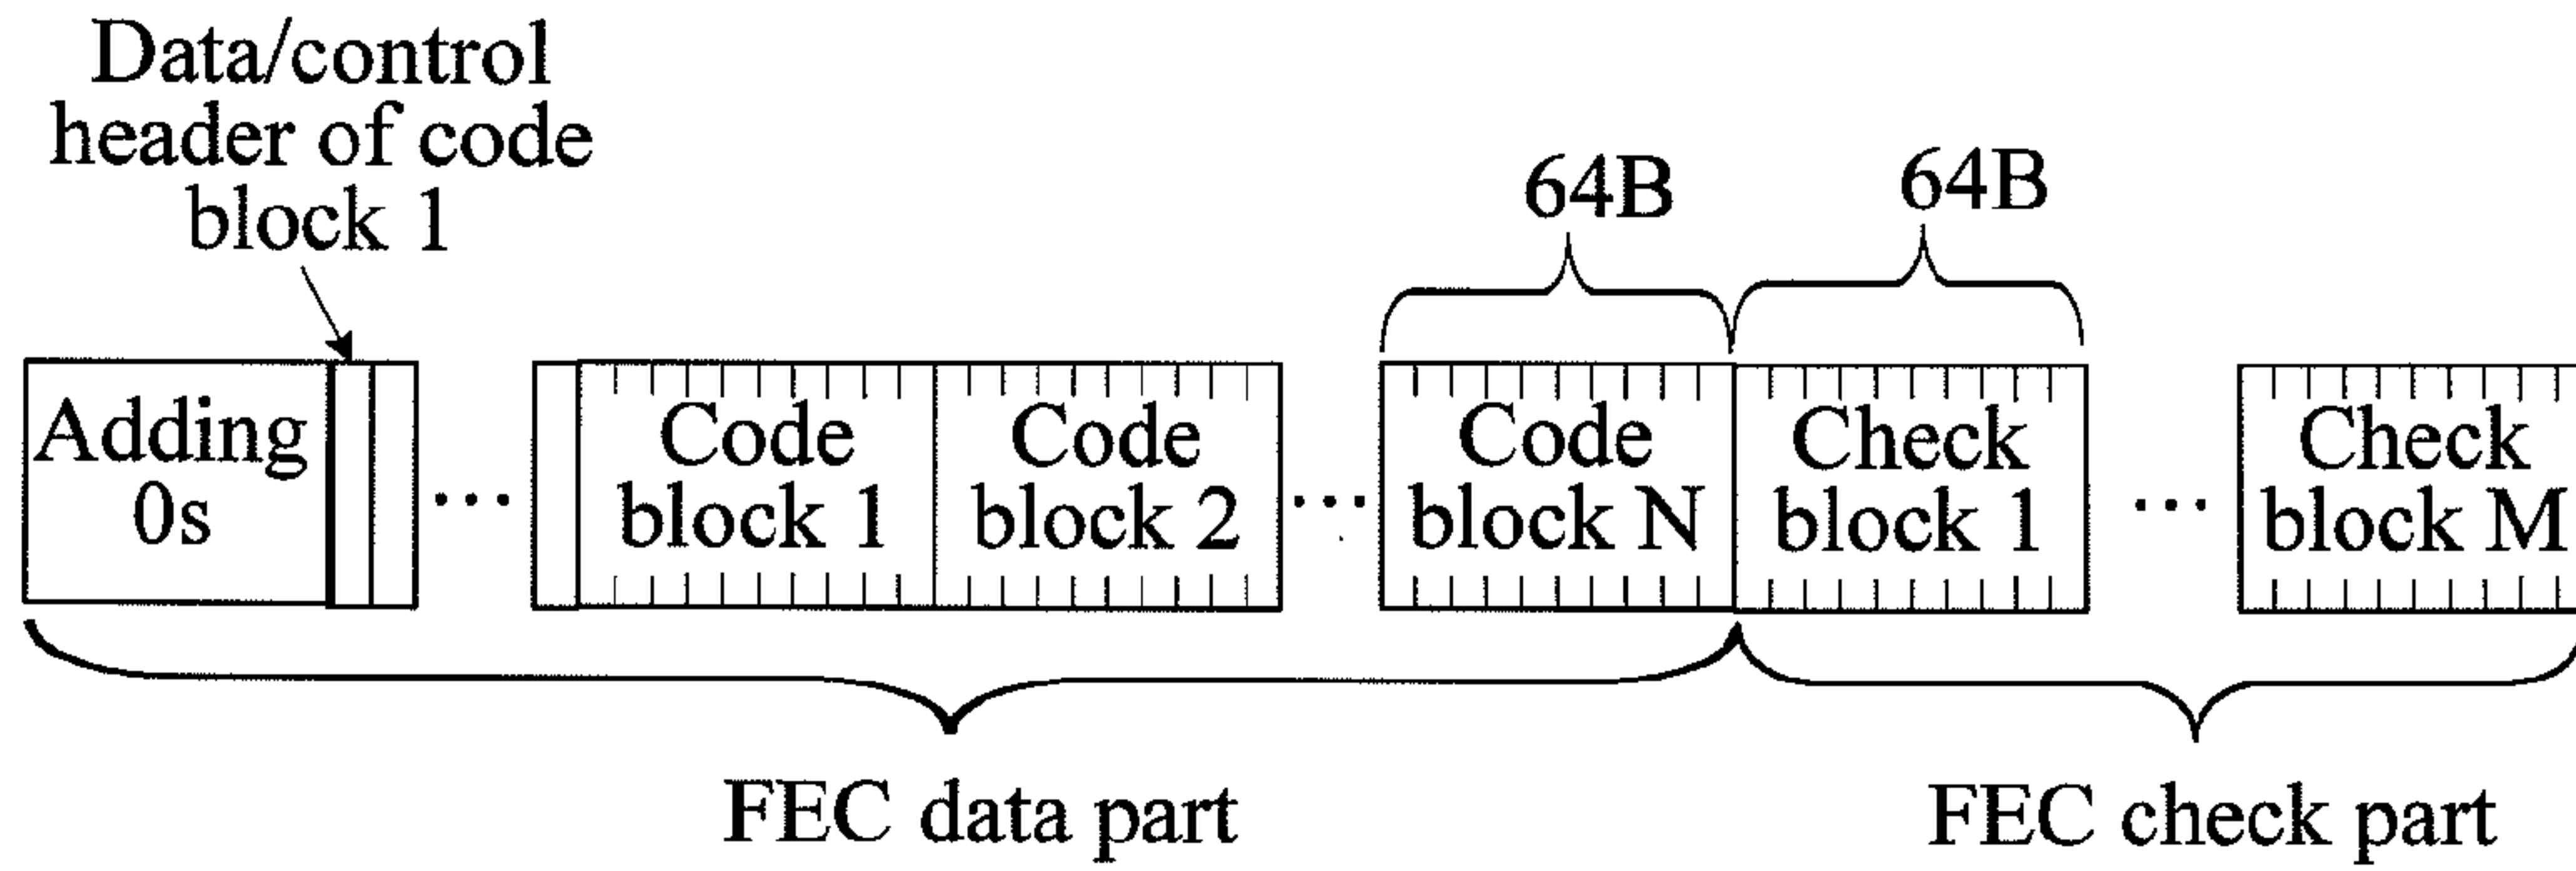 Data/control
header of code
block 1
64B
64B
Adding
0s
...
Code
block 1
Code
block 2
...
Code
block N
Check
block 1
...
Check
block M
FEC data part
FEC check part